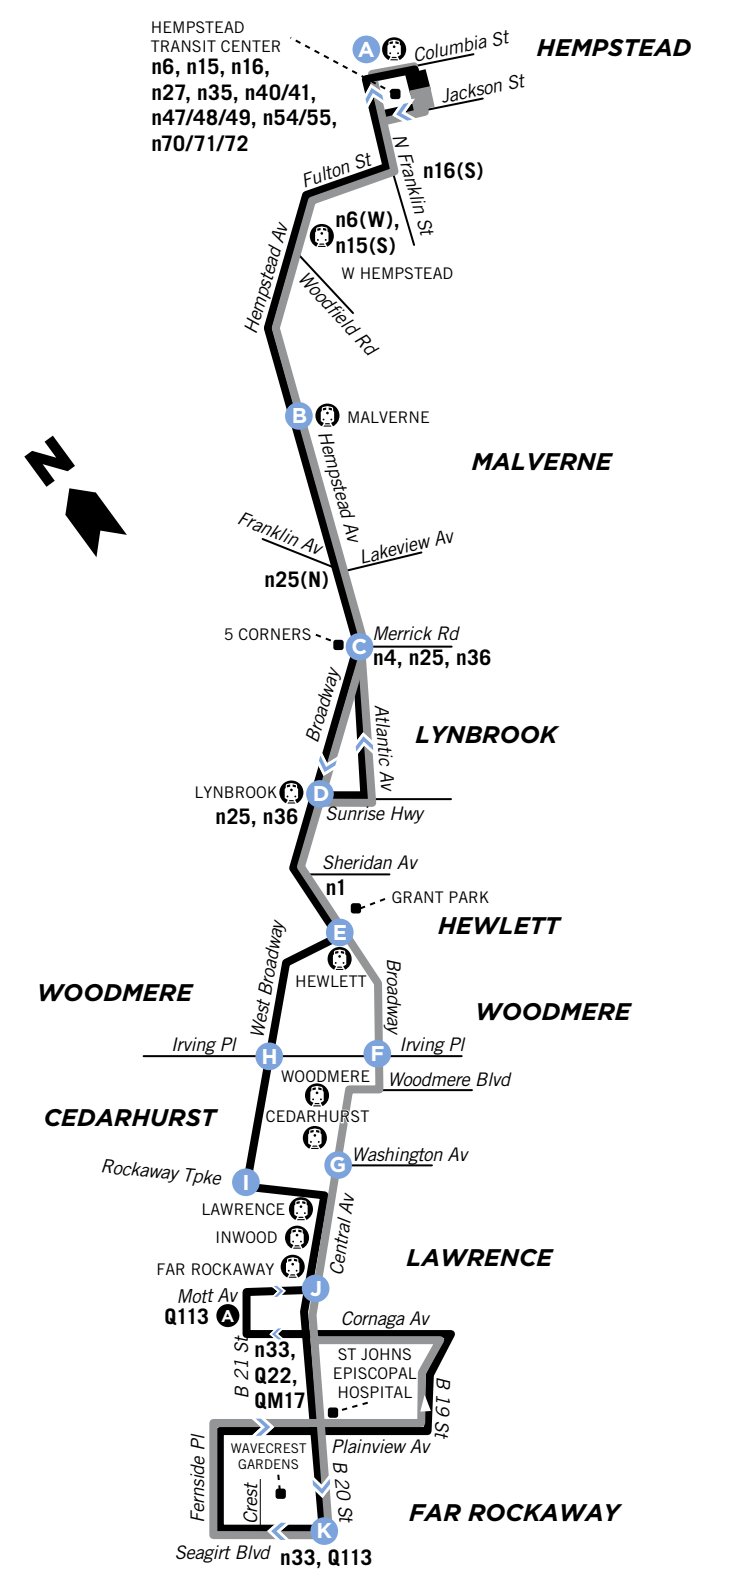 HEMPSTEAD
TRANSIT CENTER
n6, n15, n16,
n27, n35, n40/41,
n47/48/49, n54/55,
n70/71/72
A
Columbia St
HEMPSTEAD
Jackson St
N Franklin St
n16(S)
Fulton St
n6(W),
n15(S)
W HEMPSTEAD
Hempstead Av
Woodfield Rd
B
MALVERNE
Hempstead Av
MALVERNE
N
Franklin Av
Lakeview Av
n25(N)
5 CORNERS
C
Merrick Rd
n4, n25, n36
Broadway
Atlantic Av
LYNBROOK
LYNBROOK
D
n25, n36
Sunrise Hwy
Sheridan Av
n1
GRANT PARK
E
HEWLETT
HEWLETT
West Broadway
Broadway
WOODMERE
WOODMERE
Irving Pl
H
F
Irving Pl
WOODMERE
Woodmere Blvd
CEDARHURST
CEDARHURST
G
Washington Av
Rockaway Tpke
I
LAWRENCE
INWOOD
Central Av
LAWRENCE
FAR ROCKAWAY
J
Mott Av
Q113
A
Cornaga Av
B 21 St
n33,
Q22,
QM17
ST JOHNS
EPISCOPAL
HOSPITAL
B 19 St
Plainview Av
Fernside Pl
WAVECREST
GARDENS
Crest
B 20 St
FAR ROCKAWAY
K
Seagirt Blvd
n33, Q113